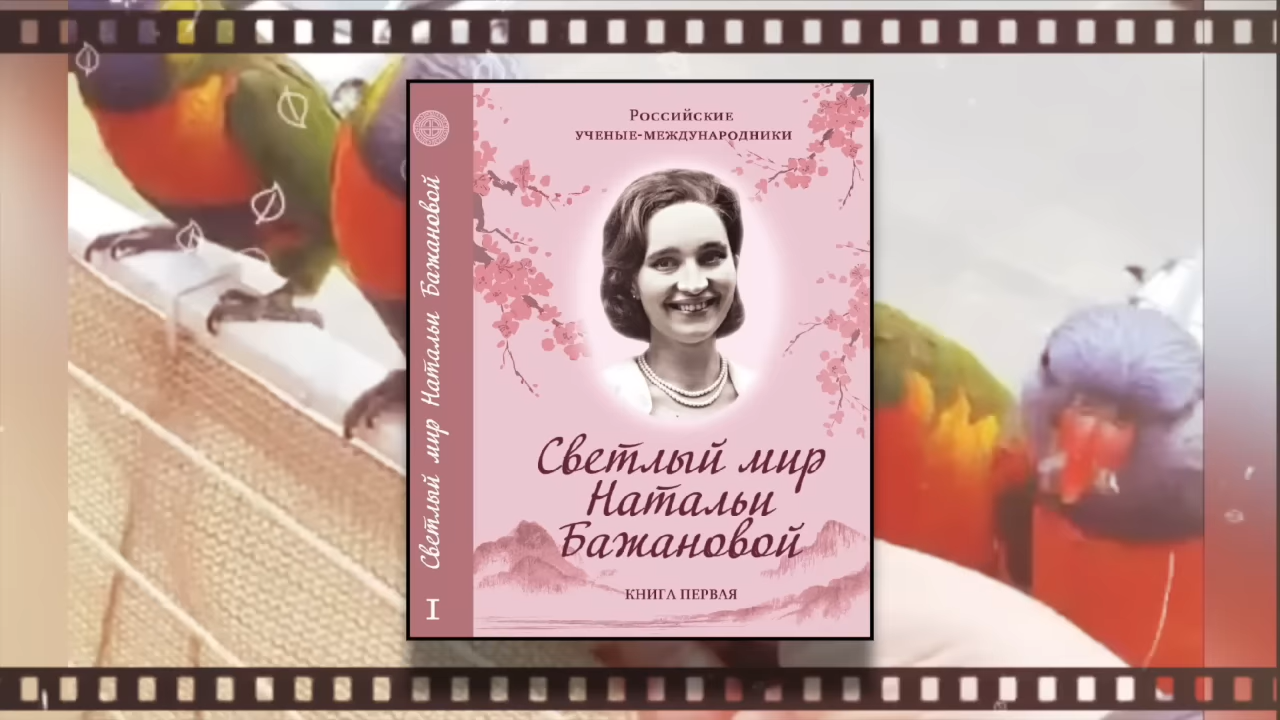 Российские
ученые-международники
Светлый мир
Натальи
Бажановой
книга первая
Светлый мир Натальи Бажановой
I